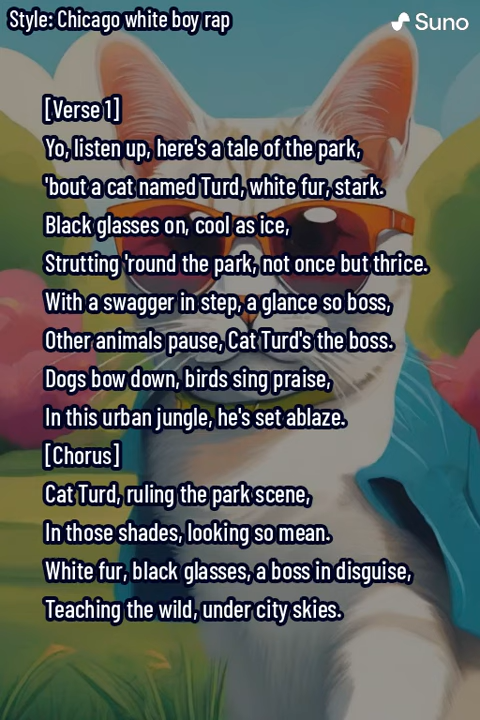 Style: Chicago white boy rap
Suno
[Verse 1]
Yo, listen up, here's a tale of the park,
'bout a cat named Turd, white fur, stark.
Black glasses on, cool as ice,
Strutting 'round the park, not once but thrice.
With a swagger in step, a glance so boss,
Other animals pause, Cat Turd's the boss.
Dogs bow down, birds sing praise,
In this urban jungle, he's set ablaze.
[Chorus]
Cat Turd, ruling the park scene,
In those shades, looking so mean.
White fur, black glasses, a boss in disguise,
Teaching the wild, under city skies.